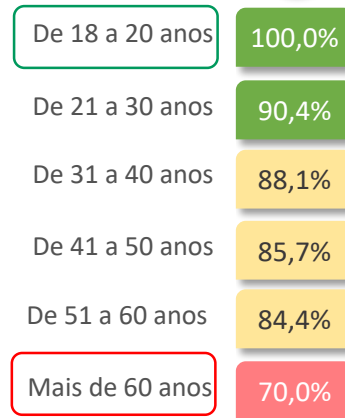 De 18 a 20 anos 100,0%
De 21 a 30 anos 90,4%
De 31 a 40 anos 88,1%
De 41 a 50 anos 85,7%
De 51 a 60 anos 84,4%
Mais de 60 anos 70,0%